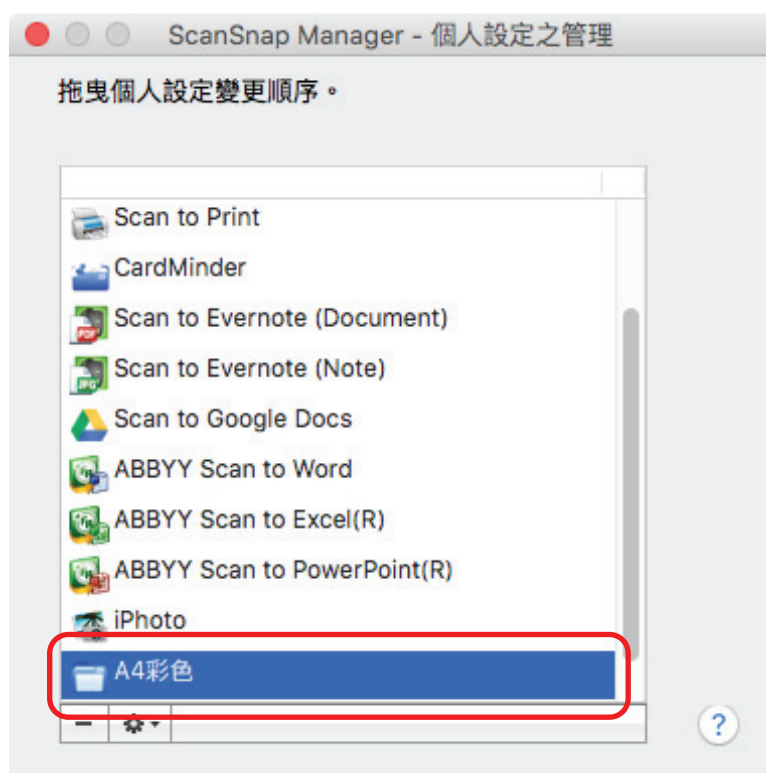 ScanSnap Manager - 個人設定之管理
拖曳個人設定變更順序。
Scan to Print
CardMinder
Scan to Evernote (Document)
Scan to Evernote (Note)
Scan to Google Docs
ABBYY Scan to Word
ABBYY Scan to Excel(R)
ABBYY Scan to PowerPoint(R)
iPhoto
A4彩色
?